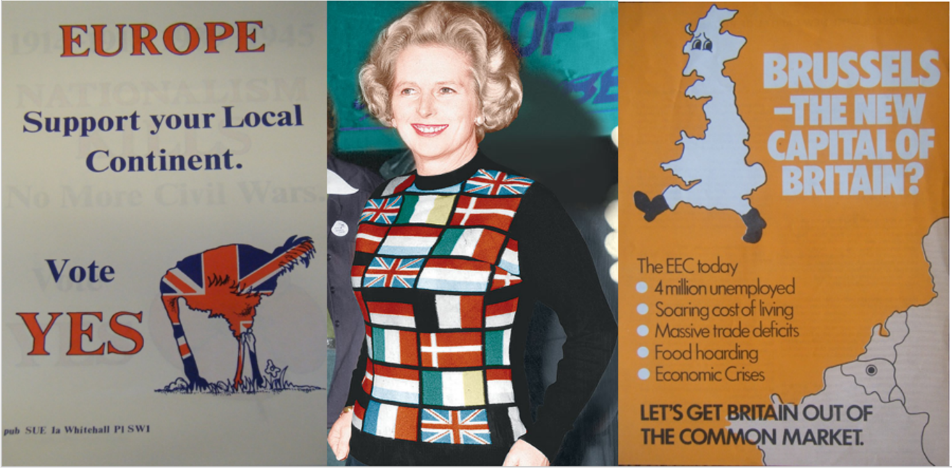 EUROPE
1914 1945
NATIONALISM
Support your Local
KILLS
Continent.
No More Civil Wars.
Vote
YES
pub SUE 1a Whitehall Pl SW1
OF
BRUSSELS
-THE NEW
CAPITAL OF
BRITAIN?
The EEC today
4 million unemployed
Soaring cost of living
Massive trade deficits
Food hoarding
Economic Crises
LET'S GET BRITAIN OUT OF
THE COMMON MARKET.